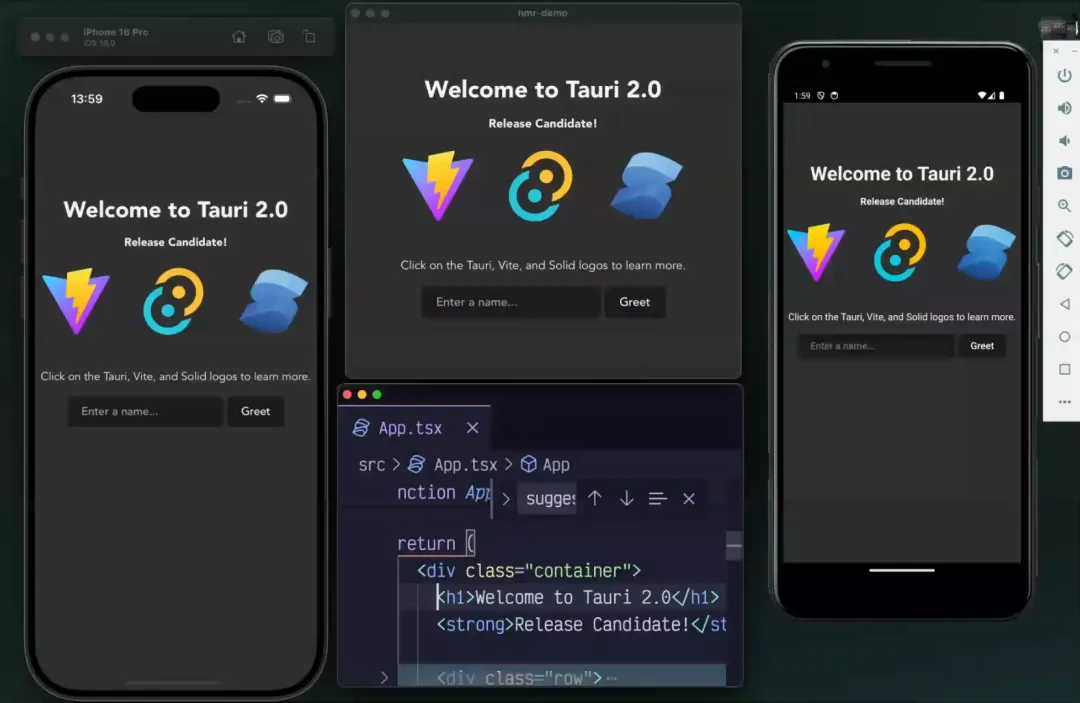 iPhone 16 Pro
iOS 18.0
13:59
Welcome to Tauri 2.0
Release Candidate!
Click on the Tauri, Vite, and Solid logos to learn more.
Enter a name...
Greet
hmr-demo
Welcome to Tauri 2.0
Release Candidate!
Click on the Tauri, Vite, and Solid logos to learn more.
Enter a name...
Greet
App.tsx
src > App.tsx > App
nction App
sugges
return (
<div class="container">
<h1>Welcome to Tauri 2.0</h1>
<strong>Release Candidate!</st
<div class="row">
1:59
Welcome to Tauri 2.0
Release Candidate!
Click on the Tauri, Vite, and Solid logos to learn more.
Enter a name...
Greet